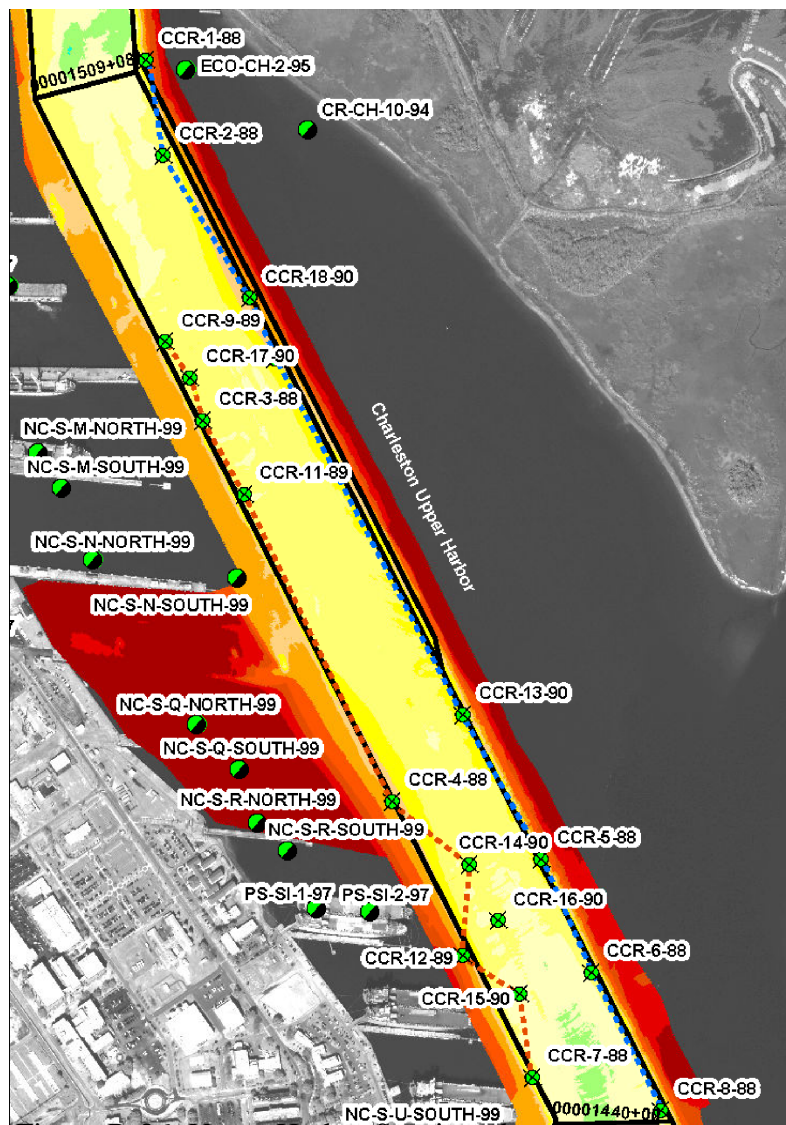 CCR-1-88
00001509+08
ECO-CH-2-95
CR-CH-10-94
CCR-2-88
CCR-18-90
CCR-9-89
CCR-17-90
CCR-3-88
NC-S-M-NORTH-99
NC-S-M-SOUTH-99
CCR-11-89
Charleston Upper Harbor
NC-S-N-NORTH-99
NC-S-N-SOUTH-99
NC-S-Q-NORTH-99
CCR-13-90
NC-S-Q-SOUTH-99
CCR-4-88
NC-S-R-NORTH-99
NC-S-R-SOUTH-99
CCR-14-90
CCR-5-88
PS-SI-1-97
PS-SI-2-97
CCR-16-90
CCR-12-89
CCR-6-88
CCR-15-90
CCR-7-88
CCR-8-88
NC-S-U-SOUTH-99
00001440+00